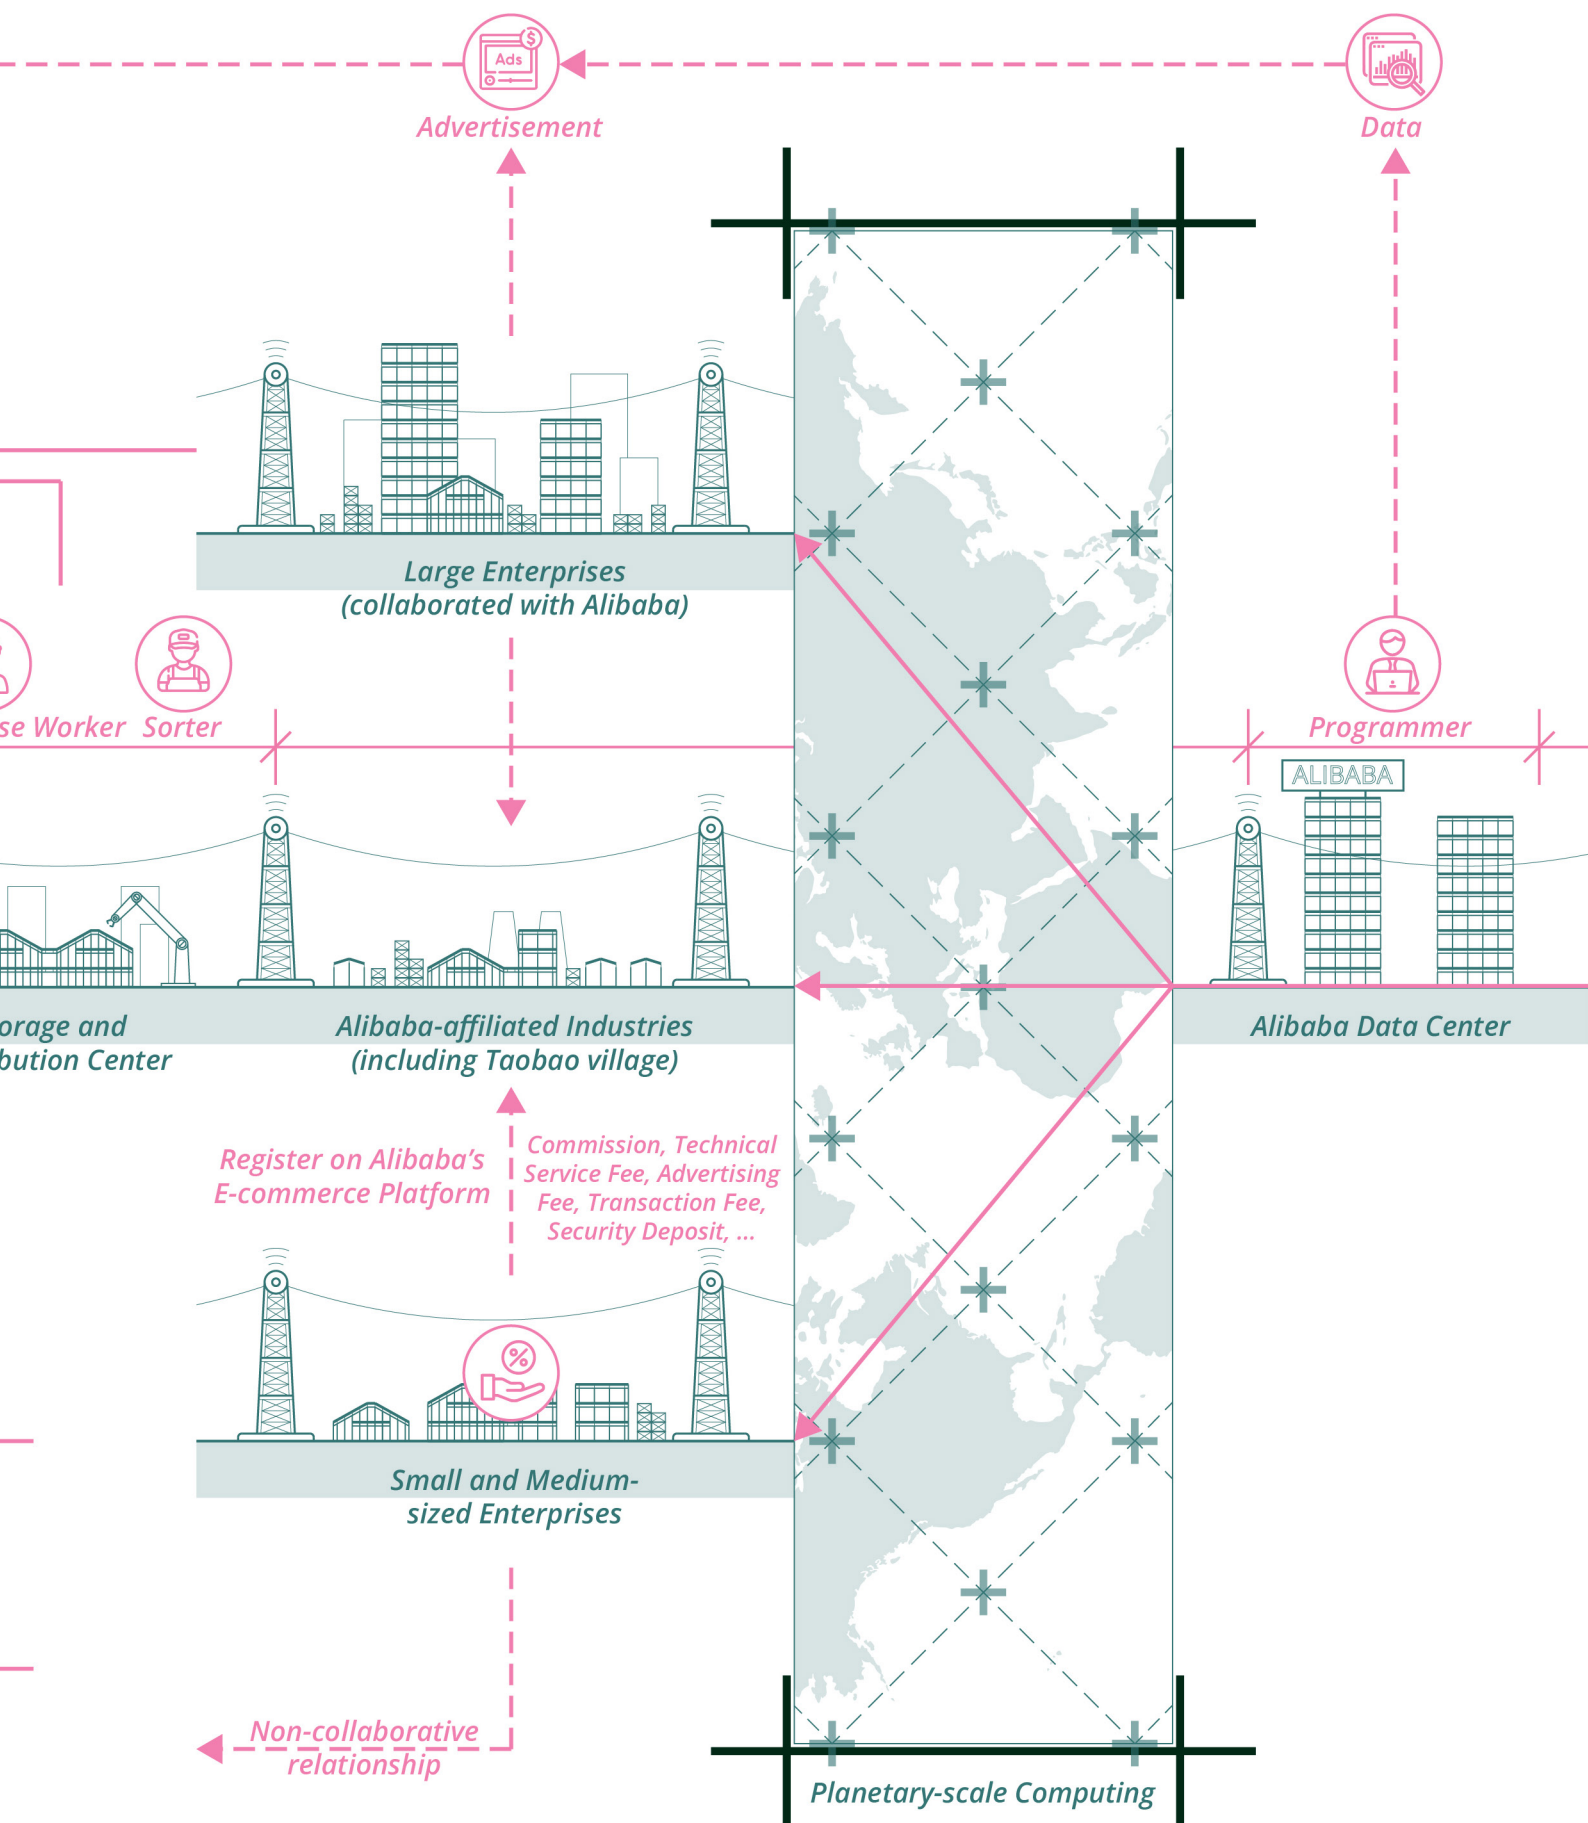 Ads
$
Advertisement
Data
Large Enterprises
(collaborated with Alibaba)
se Worker
Sorter
Programmer
ALIBABA
orage and
bution Center
Alibaba-affiliated Industries
(including Taobao village)
Alibaba Data Center
Register on Alibaba’s
E-commerce Platform
Commission, Technical
Service Fee, Advertising
Fee, Transaction Fee,
Security Deposit, ...
%
Small and Medium-
sized Enterprises
Non-collaborative
relationship
Planetary-scale Computing